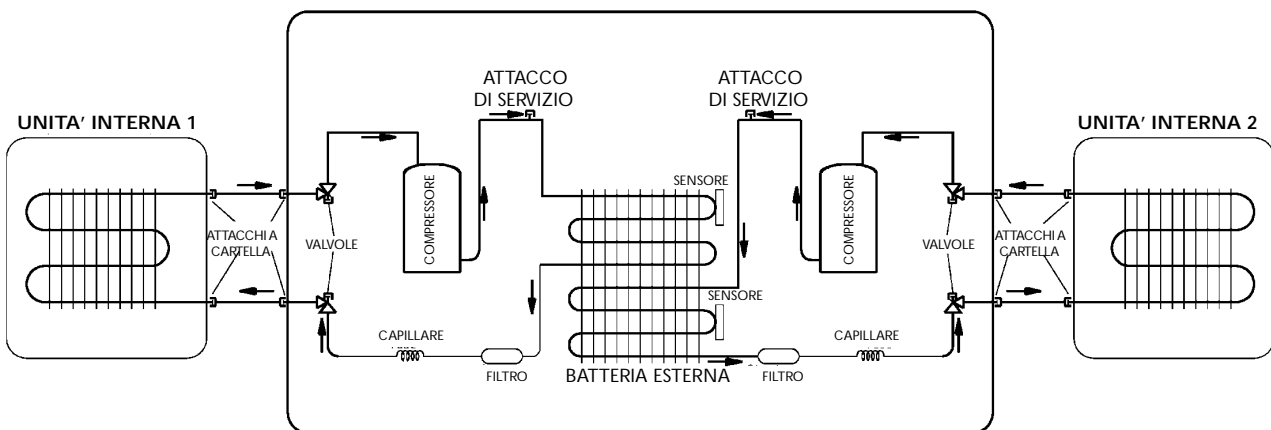 ATTACCO
DI SERVIZIO
ATTACCO
DI SERVIZIO
UNITA' INTERNA 1
UNITA' INTERNA 2
SENSORE
COMPRESSORE
COMPRESSORE
ATTACCHI A
CARTELLA
VALVOLE
VALVOLE
ATTACCHI A
CARTELLA
SENSORE
CAPILLARE
CAPILLARE
FILTRO
BATTERIA ESTERNA
FILTRO